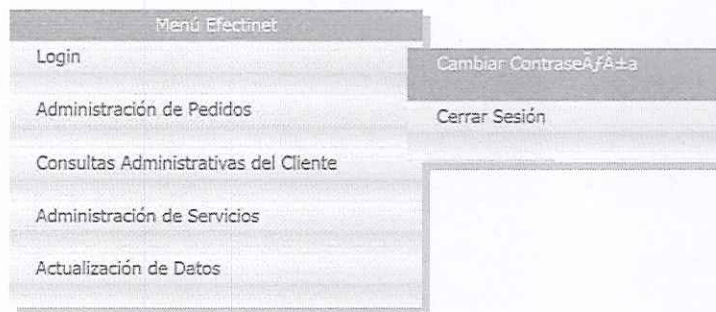 Menú Efectinet
Login
Cambiar ContraseÃƒÂ±a
Administración de Pedidos
Cerrar Sesión
Consultas Administrativas del Cliente
Administración de Servicios
Actualización de Datos